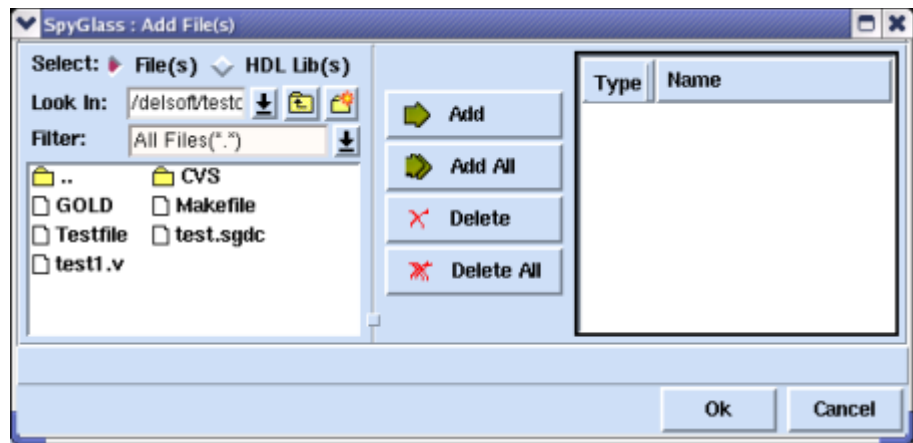 SpyGlass : Add File(s)
Select: File(s) HDL Lib(s)
Look In: /delsoft/testc
Filter: All Files(*.*)
.. CVS
GOLD Makefile
Testfile test.sgdc
test1.v
Add
Add All
Delete
Delete All
Type Name
Ok Cancel